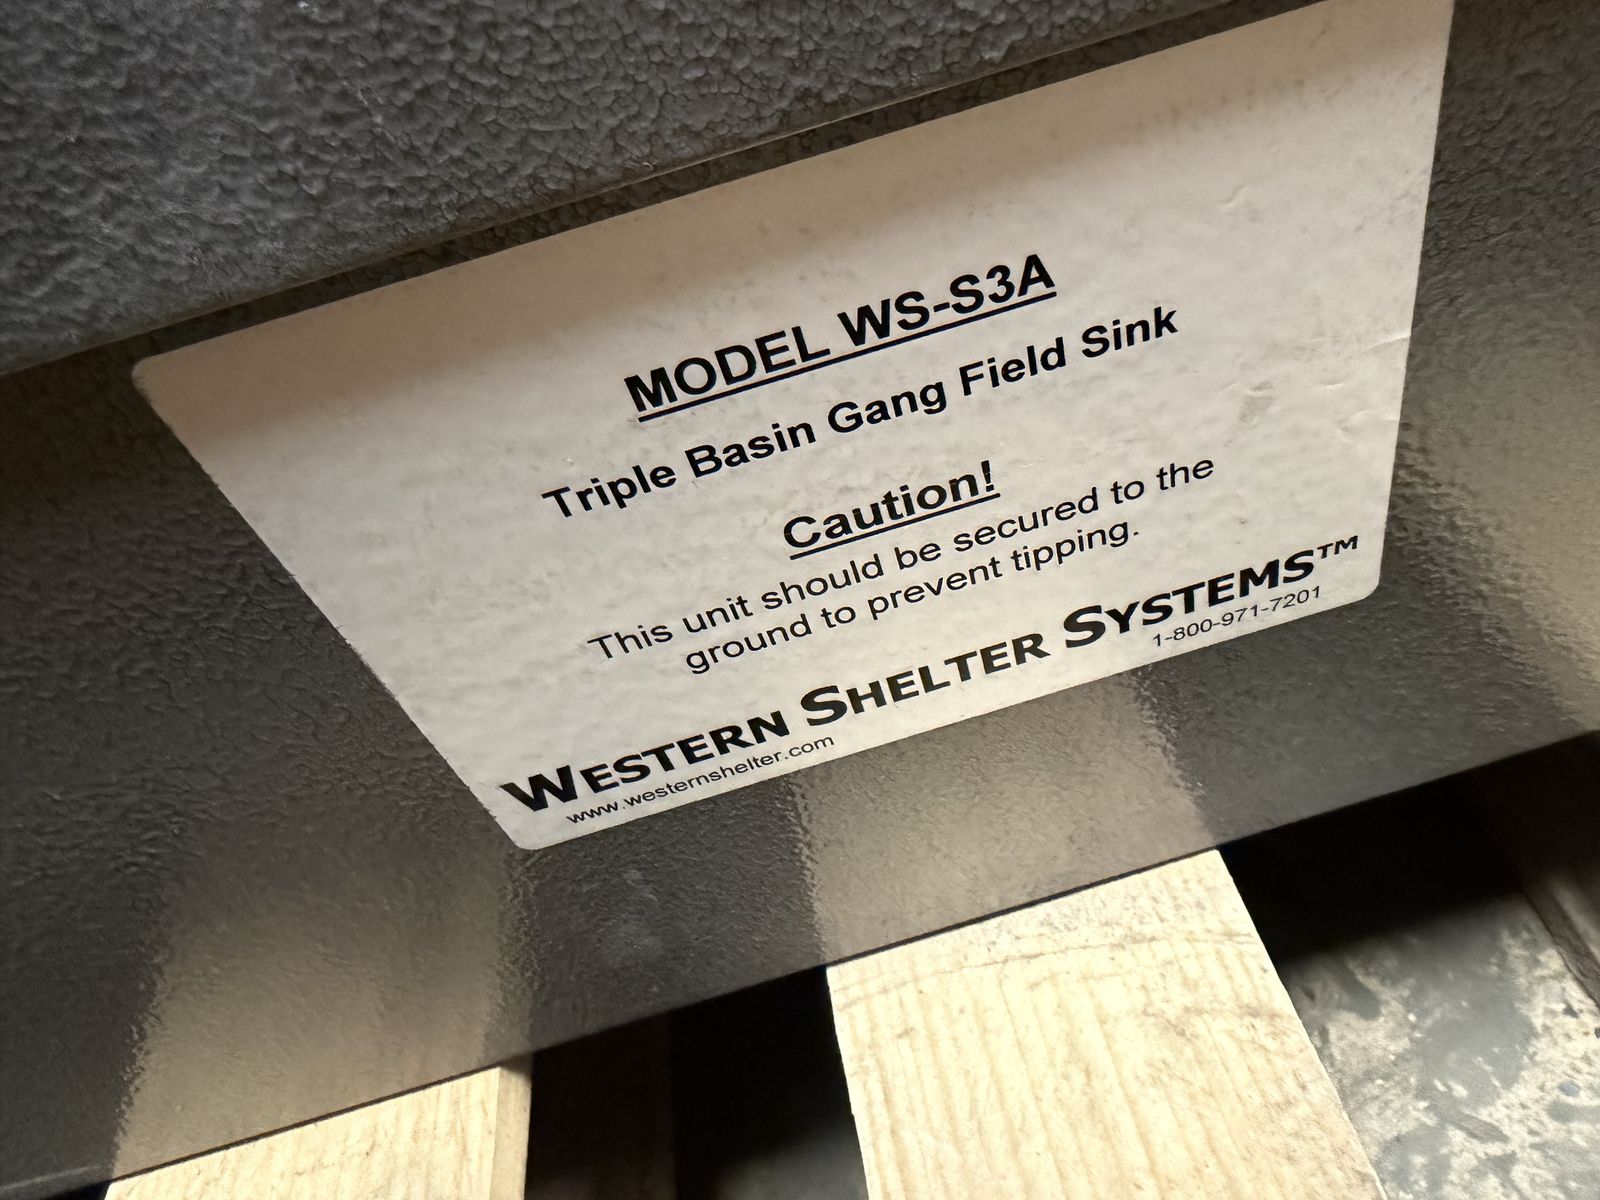 MODEL WS-S3A
Triple Basin Gang Field Sink
Caution!
This unit should be secured to the
ground to prevent tipping.
WESTERN SHELTER SYSTEMS™
www.westernshelter.com 1-800-971-7201